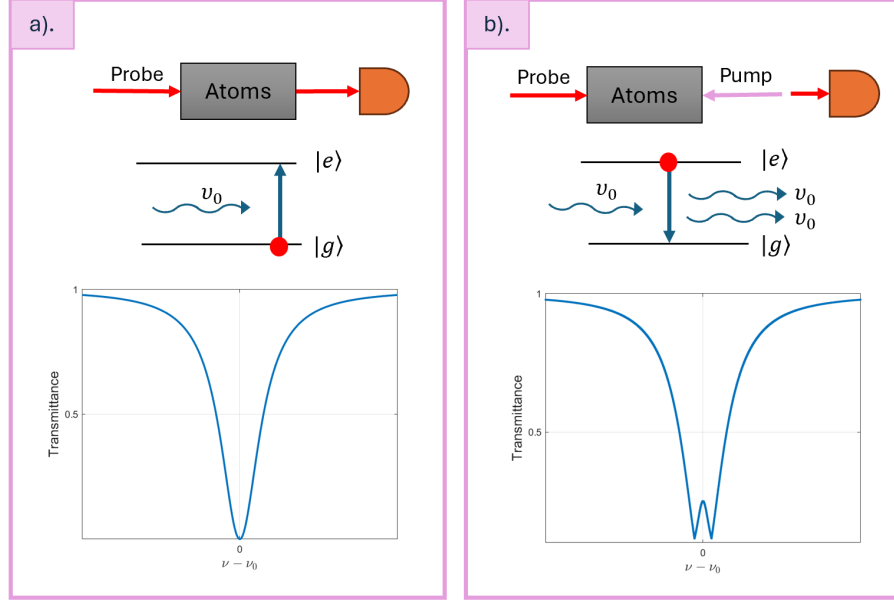 a).
Probe
Atoms
|e⟩
υ₀
|g⟩
1
0.5
Transmittance
0
ν − ν₀
b).
Probe
Atoms
Pump
|e⟩
υ₀
υ₀
υ₀
|g⟩
1
0.5
Transmittance
0
ν − ν₀